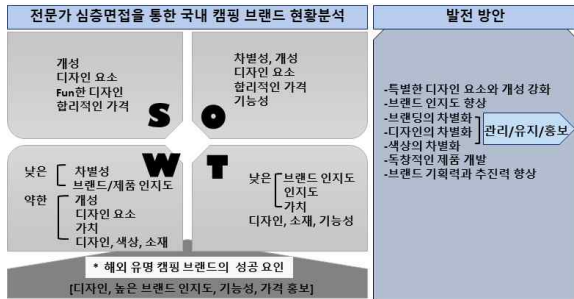 전문가 심층면접을 통한 국내 캠핑 브랜드 현황분석
개성
디자인 요소
Fun한 디자인
합리적인 가격
S
차별성, 개성
디자인 요소
합리적인 가격
기능성
O
낮은 차별성
브랜드/제품 인지도
약한 개성
디자인 요소
가치
디자인, 색상, 소재
W
T
낮은 브랜드 인지도
인지도
가치
디자인, 소재, 기능성
* 해외 유명 캠핑 브랜드의 성공 요인
[디자인, 높은 브랜드 인지도, 기능성, 가격 홍보]
발전 방안
-특별한 디자인 요소와 개성 강화
-브랜드 인지도 향상
-브랜딩의 차별화
-디자인의 차별화
-색상의 차별화
관리/유지/홍보
-독창적인 제품 개발
-브랜드 기획력과 추진력 향상